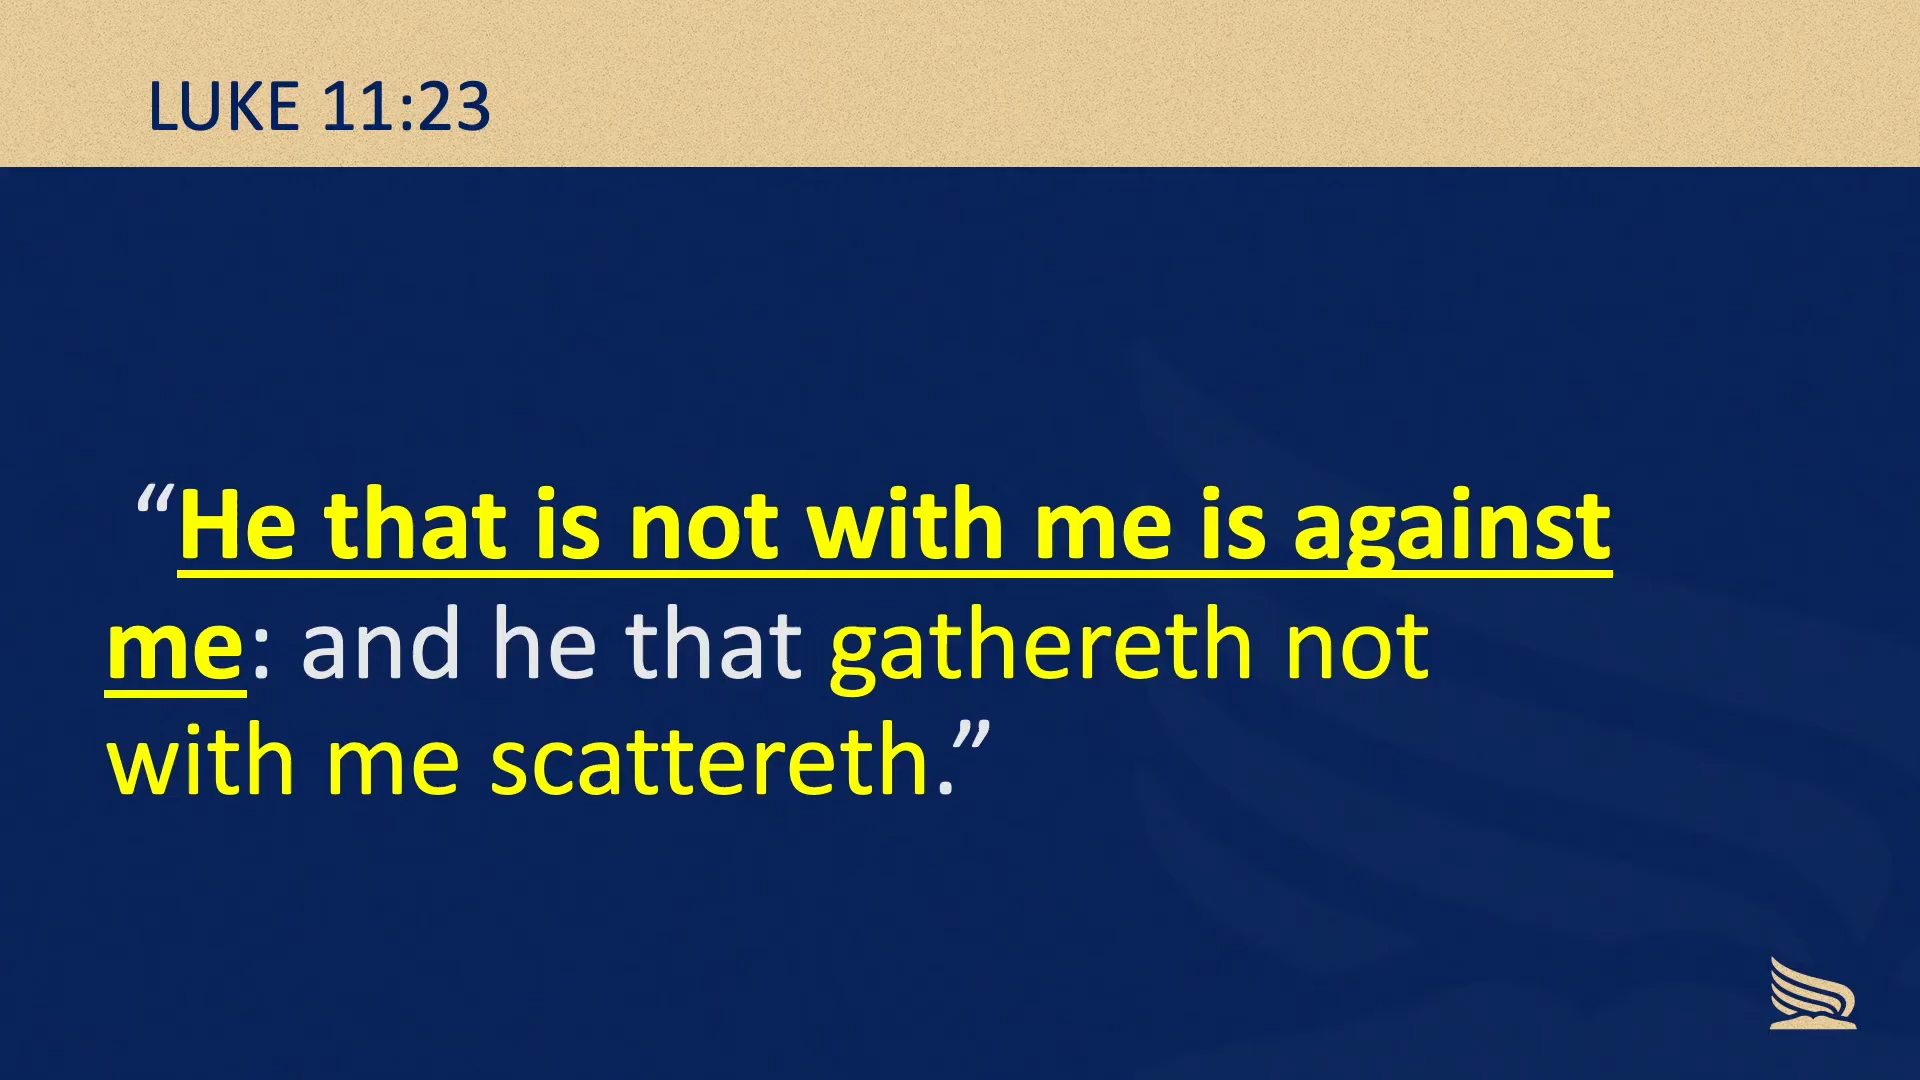 LUKE 11:23
“He that is not with me is against
me: and he that gathereth not
with me scattereth.”